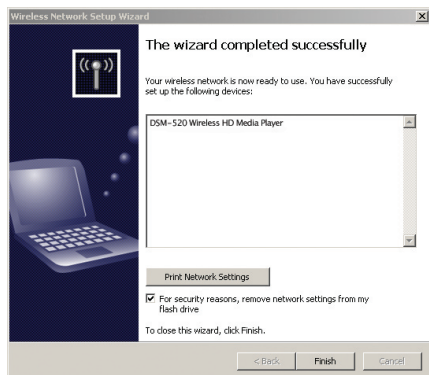 Wireless Network Setup Wizard
The wizard completed successfully
Your wireless network is now ready to use. You have successfully
set up the following devices:
DSM-520 Wireless HD Media Player
Print Network Settings
For security reasons, remove network settings from my
flash drive
To close this wizard, click Finish.
< Back
Finish
Cancel